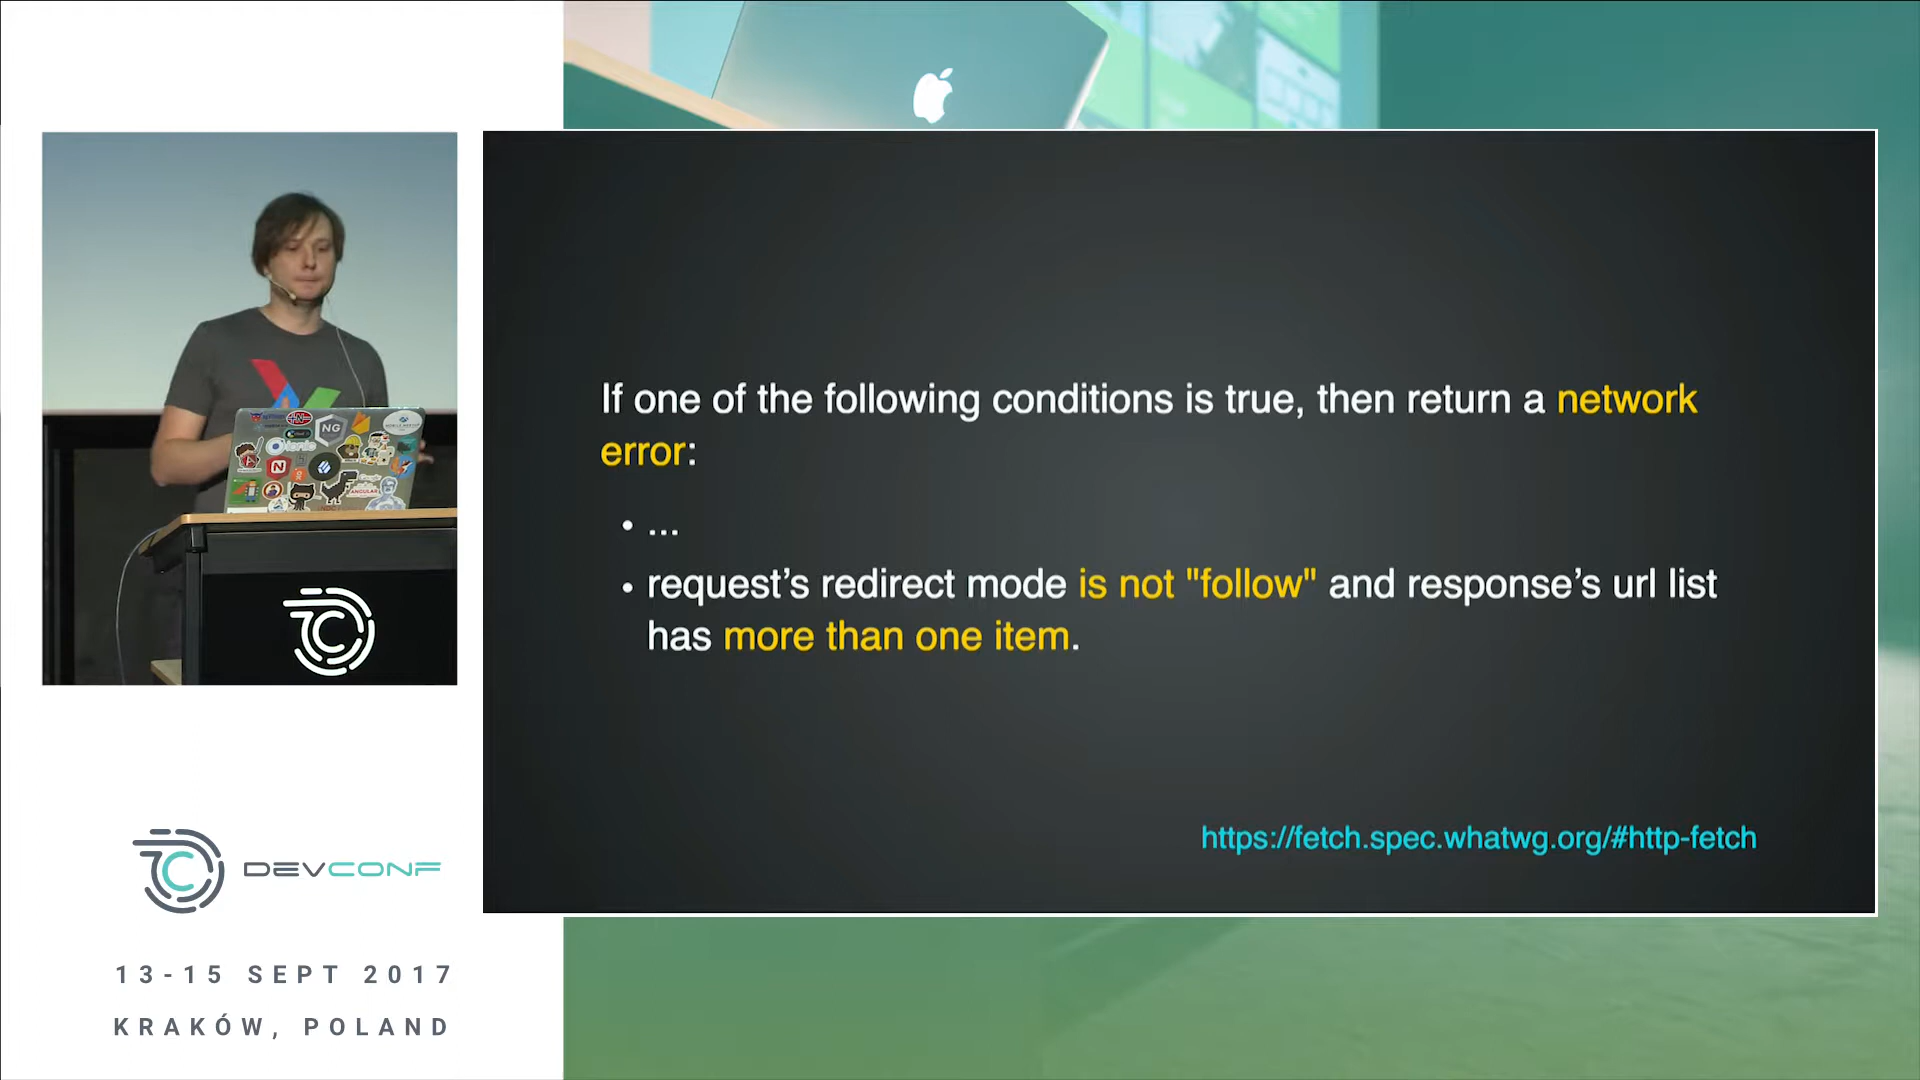 If one of the following conditions is true, then return a network
error:
• ...
• request’s redirect mode is not "follow" and response’s url list
has more than one item.
https://fetch.spec.whatwg.org/#http-fetch
NG
N
ANGULAR
DEVCONF
13-15 SEPT 2017
KRAKÓW, POLAND